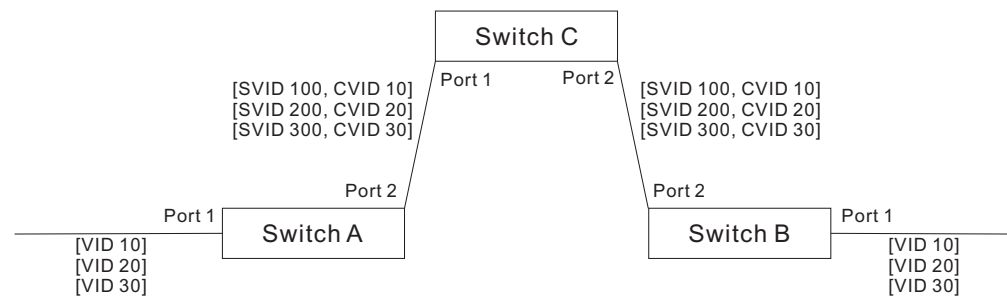 Switch C
Port 1
Port 2
[SVID 100, CVID 10]
[SVID 200, CVID 20]
[SVID 300, CVID 30]
[SVID 100, CVID 10]
[SVID 200, CVID 20]
[SVID 300, CVID 30]
Port 2
Port 2
Port 1
Switch A
Switch B
Port 1
[VID 10]
[VID 20]
[VID 30]
[VID 10]
[VID 20]
[VID 30]